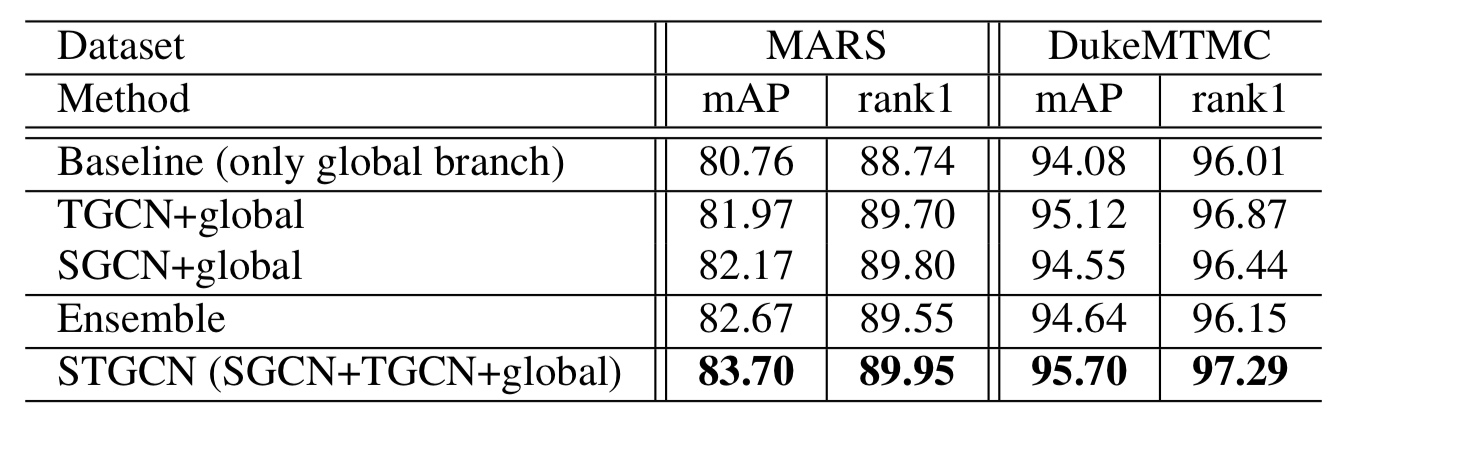 Dataset MARS DukeMTMC
Method mAP rank1 mAP rank1
Baseline (only global branch) 80.76 88.74 94.08 96.01
TGCN+global 81.97 89.70 95.12 96.87
SGCN+global 82.17 89.80 94.55 96.44
Ensemble 82.67 89.55 94.64 96.15
STGCN (SGCN+TGCN+global) 83.70 89.95 95.70 97.29